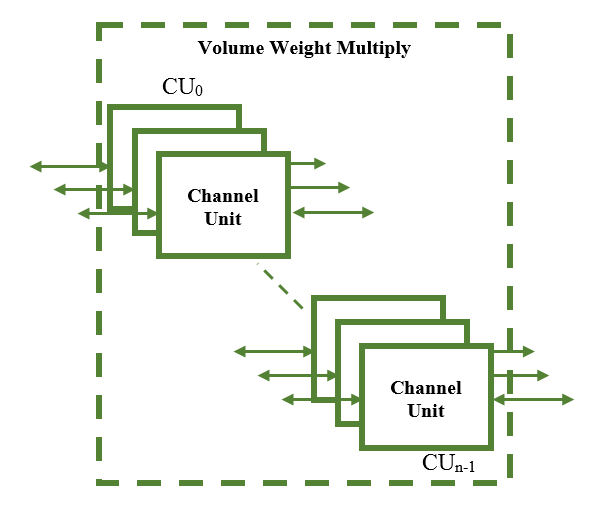 Volume Weight Multiply
CU₀
Channel
Unit
Channel
Unit
CUₙ₋₁